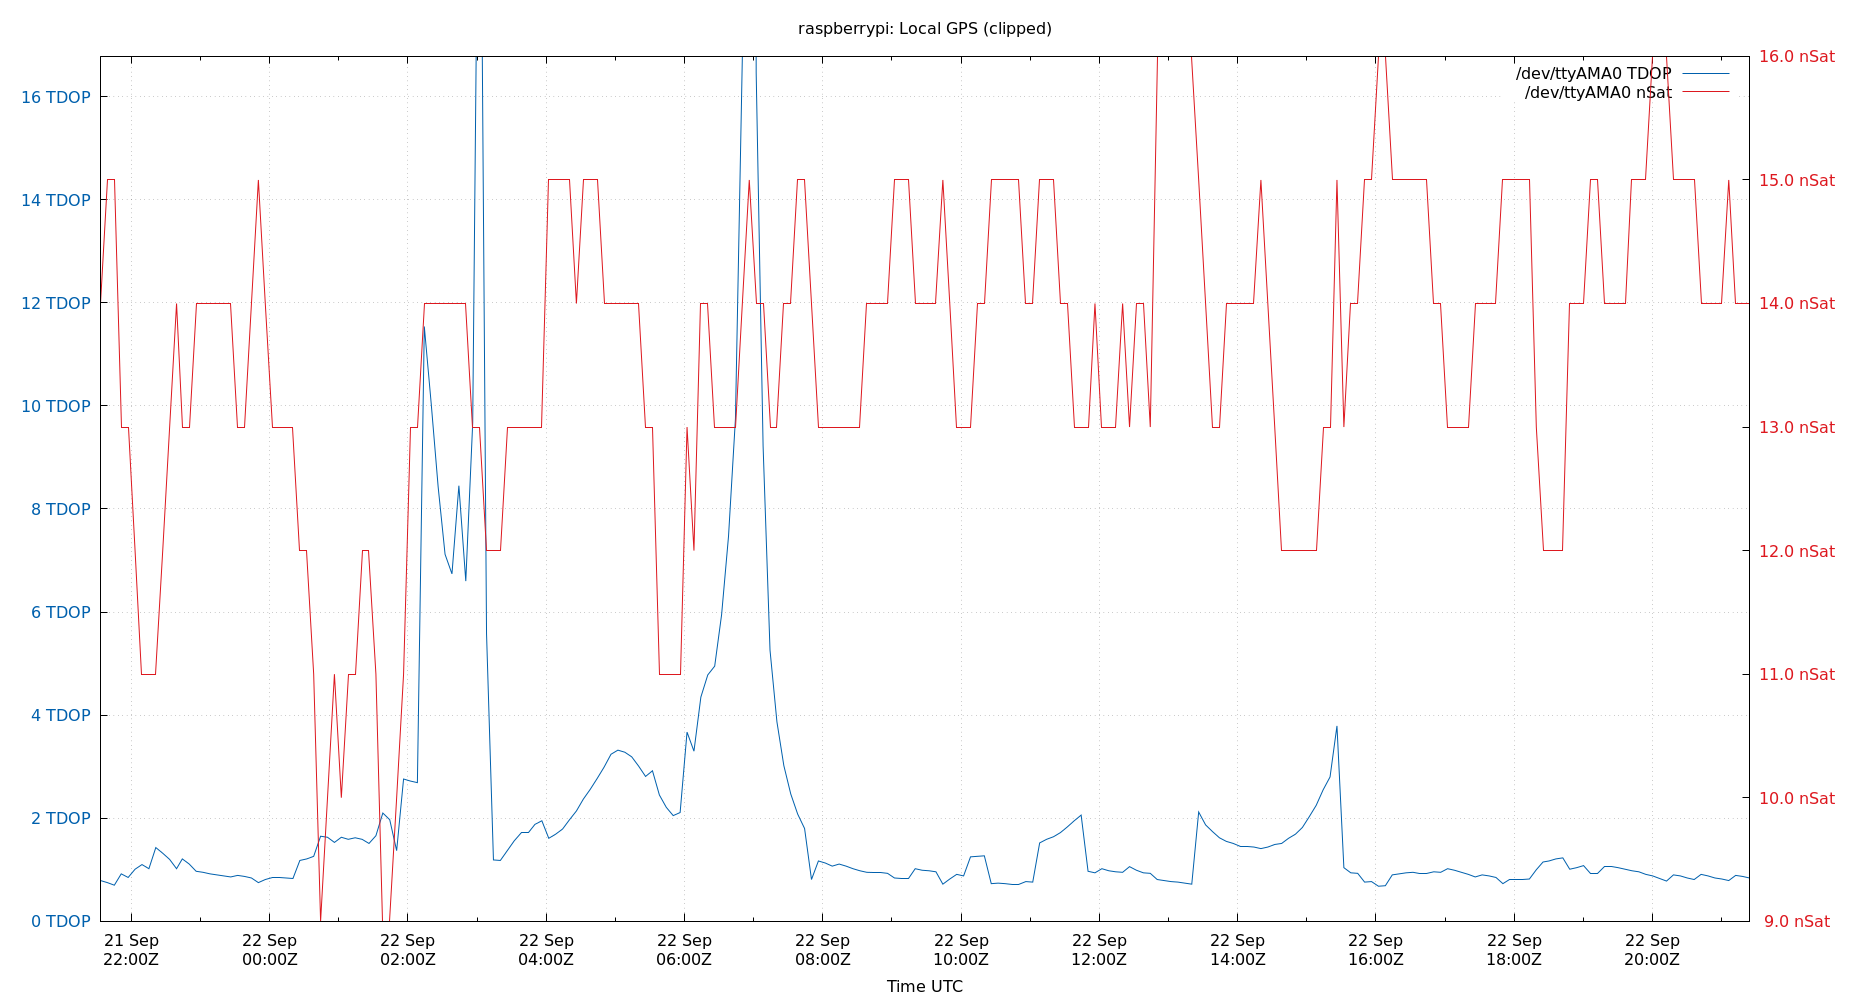 raspberrypi: Local GPS (clipped)
16.0 nSat
/dev/ttyAMA0 TDOP
/dev/ttyAMA0 nSat
16 TDOP
15.0 nSat
14 TDOP
12 TDOP
14.0 nSat
10 TDOP
13.0 nSat
8 TDOP
12.0 nSat
6 TDOP
11.0 nSat
4 TDOP
10.0 nSat
2 TDOP
0 TDOP
9.0 nSat
21 Sep 22 Sep 22 Sep 22 Sep 22 Sep 22 Sep 22 Sep 22 Sep 22 Sep 22 Sep 22 Sep 22 Sep
22:00Z 00:00Z 02:00Z 04:00Z 06:00Z 08:00Z 10:00Z 12:00Z 14:00Z 16:00Z 18:00Z 20:00Z
Time UTC